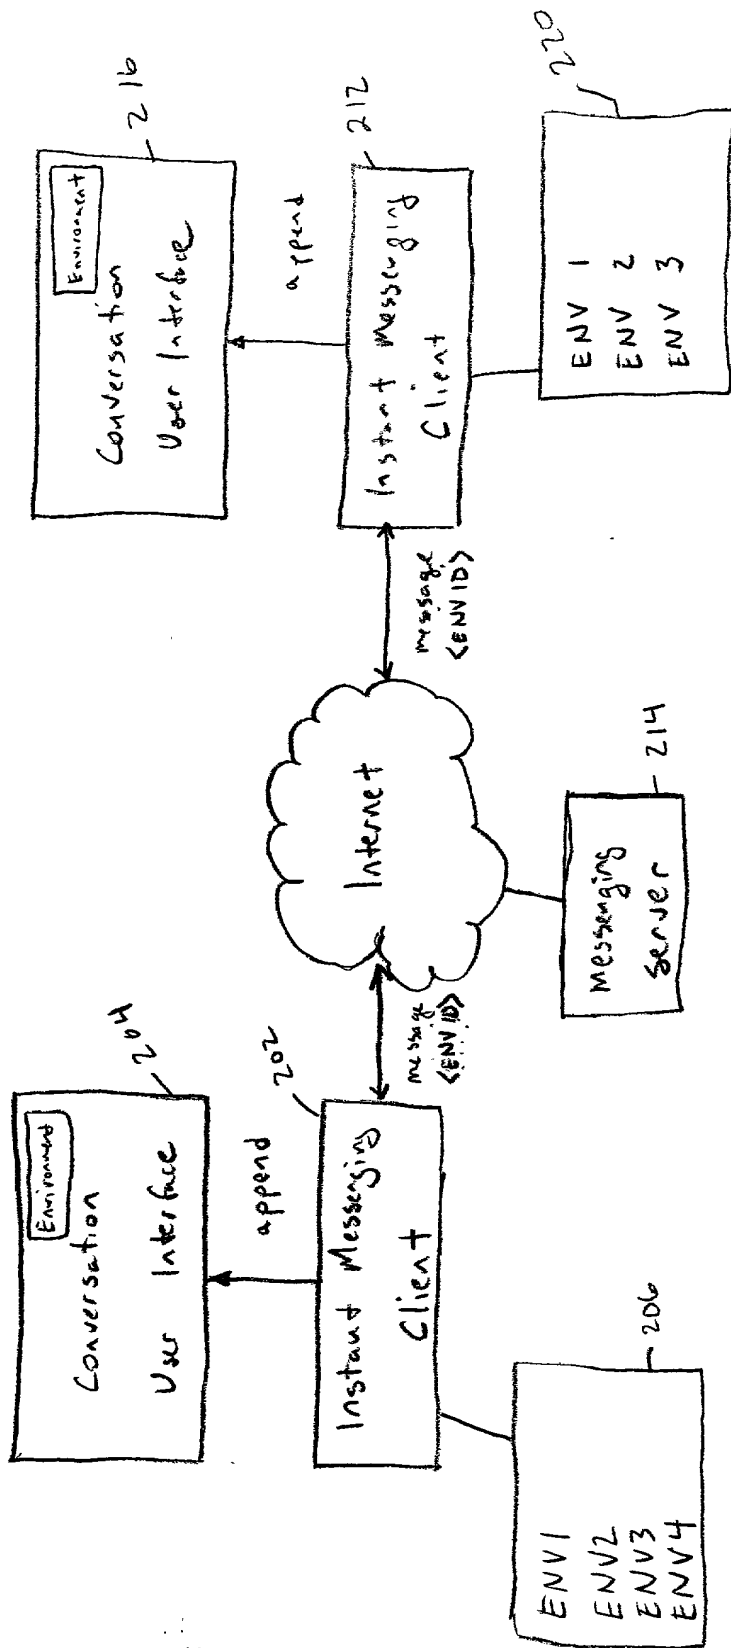 Environment
Conversation
User Interface
204
append
Instant Messaging
Client
202
ENV1
ENV2
ENV3
ENV4
206
message
<ENV ID>
Internet
Messenging
Server
214
message
<ENV ID>
Environment
Conversation
User Interface
216
append
Instant Messenging
Client
212
ENV 1
ENV 2
ENV 3
220